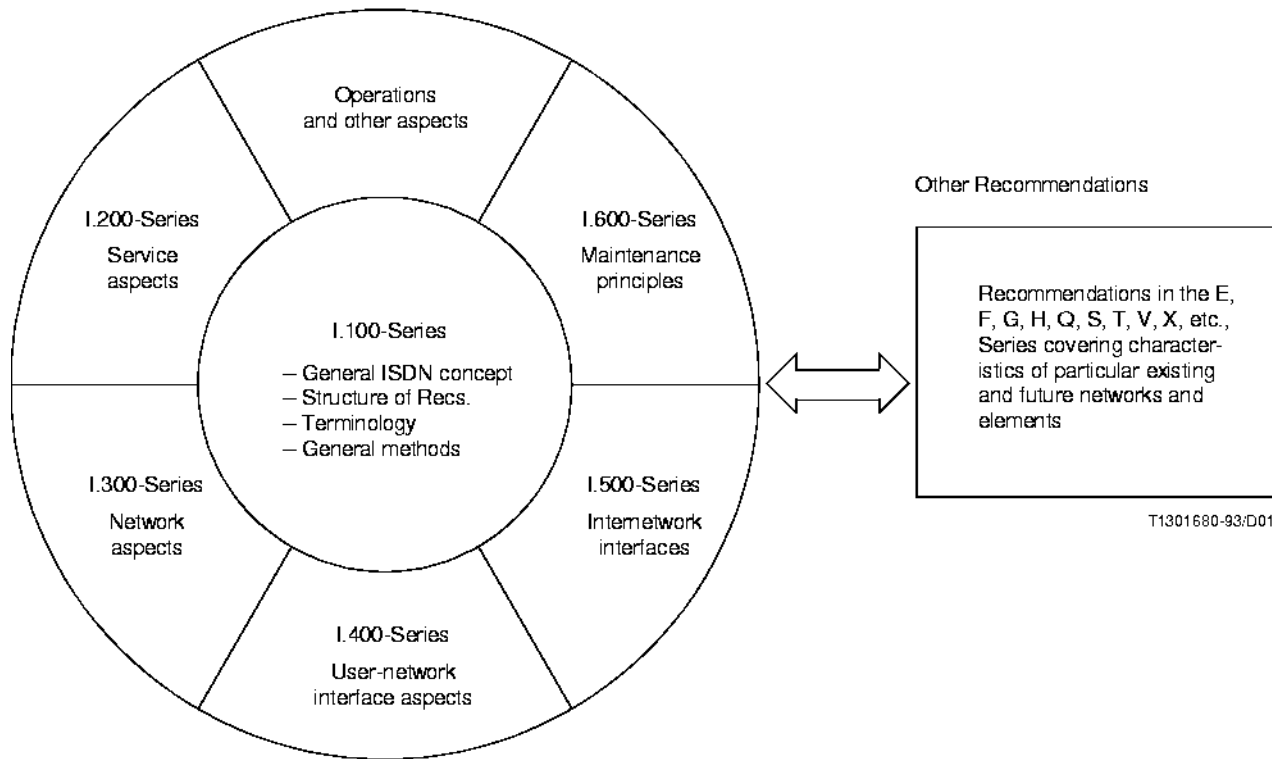 Operations
and other aspects
I.200-Series
Service
aspects
I.600-Series
Maintenance
principles
I.100-Series
– General ISDN concept
– Structure of Recs.
– Terminology
– General methods
I.300-Series
Network
aspects
I.500-Series
Internetwork
interfaces
I.400-Series
User-network
interface aspects
Other Recommendations
Recommendations in the E,
F, G, H, Q, S, T, V, X, etc.,
Series covering character-
istics of particular existing
and future networks and
elements
T1301680-93/D01